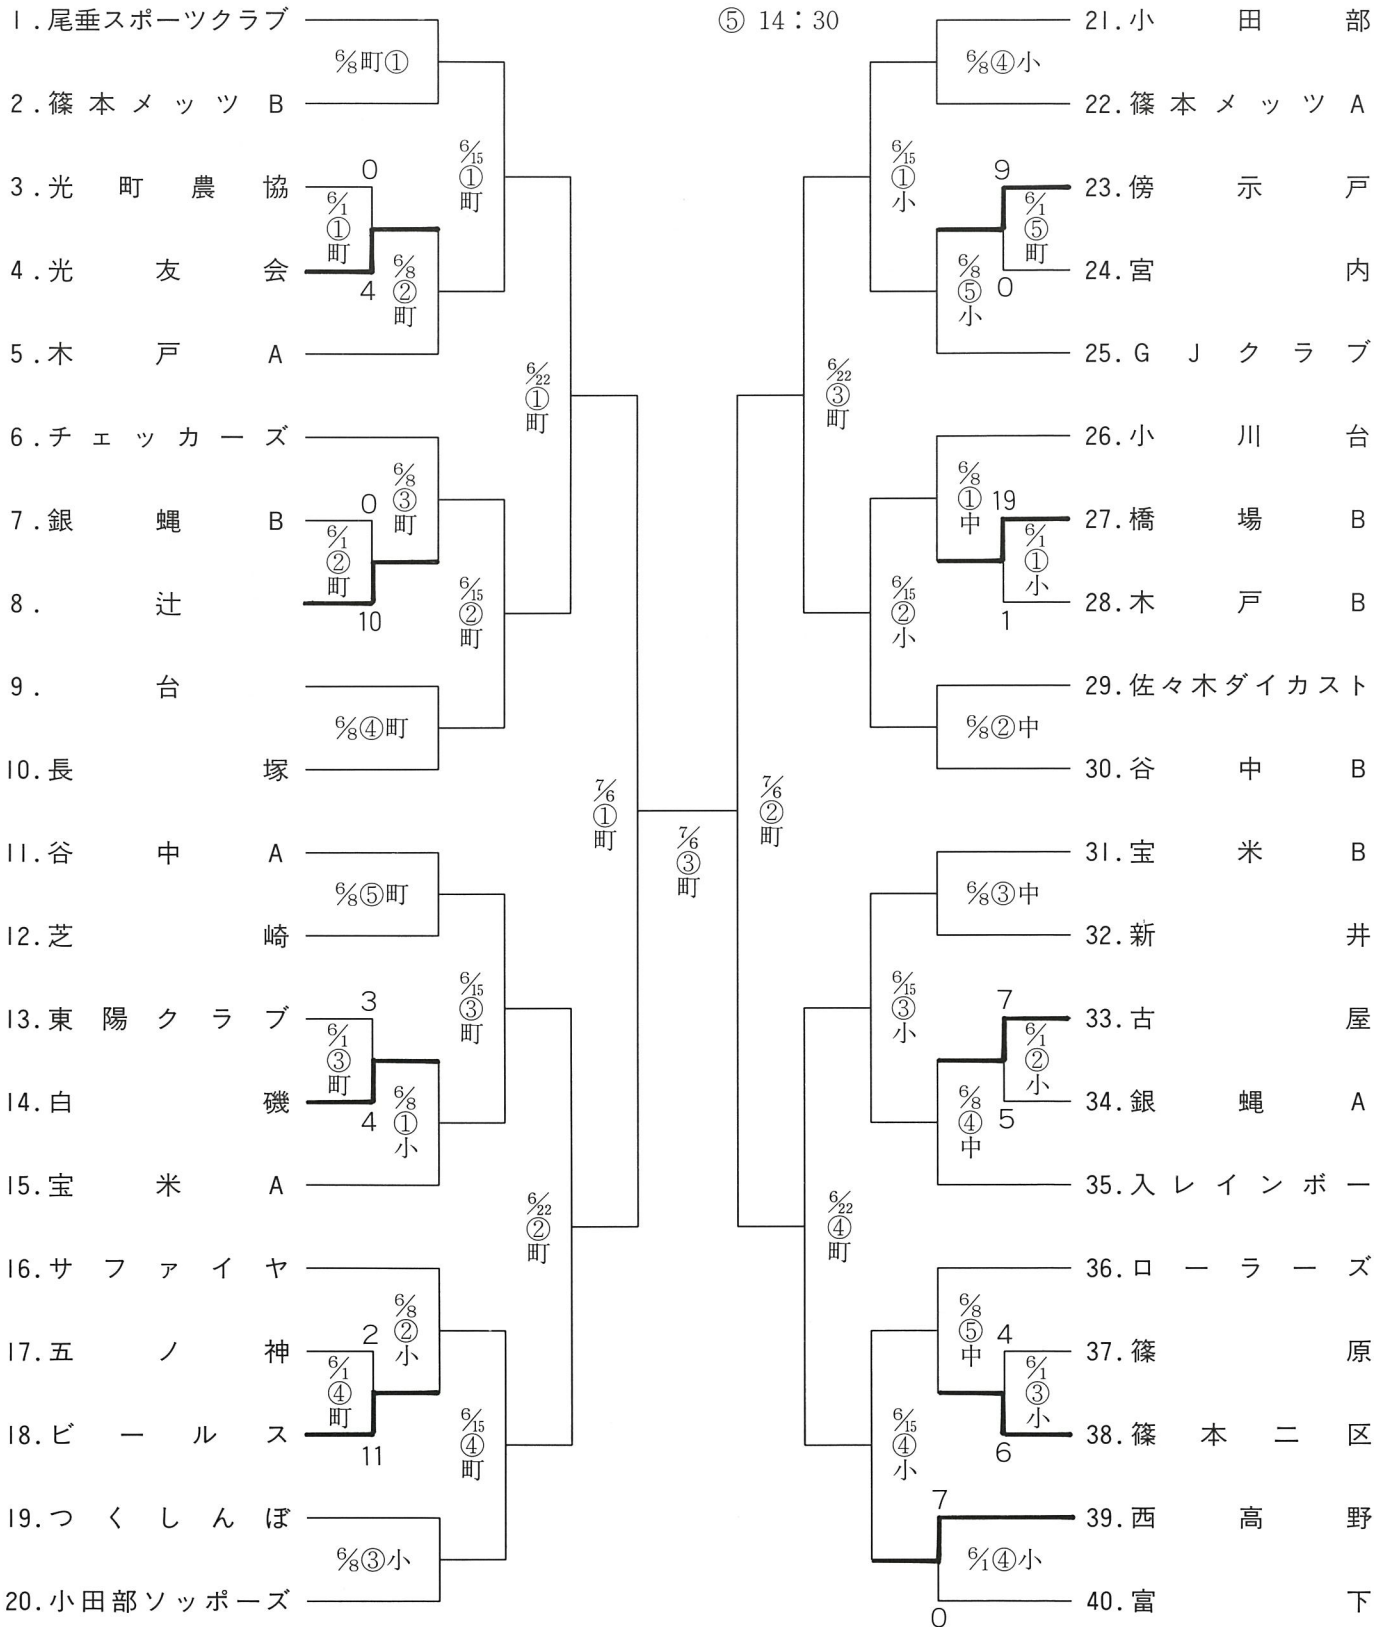 ⑤ 14：30
1.尾垂スポーツクラブ
6/8町①
2.篠本メッツB
6/15①町
3.光町農協
0
6/1①町
4.光友会
4
6/8②町
5.木戸A
6/22①町
6.チェッカーズ
6/8③町
7.銀蝿B
0
6/1②町
8.辻
10
6/15②町
9.台
6/8④町
10.長塚
7/6①町
11.谷中A
6/8⑤町
12.芝崎
6/15③町
13.東陽クラブ
3
6/1③町
14.白磯
4
6/8①小
15.宝米A
6/22②町
16.サファイヤ
6/8②小
17.五ノ神
2
6/1④町
18.ビールス
11
6/15④町
19.つくしんぼ
6/8③小
20.小田部ソッポーズ
7/6③町
21.小田部
6/8④小
22.篠本メッツA
6/15①小
23.傍示戸
9
6/1⑤町
24.宮内
0
6/8⑤小
25.GJクラブ
6/22③町
26.小川台
6/8①中
27.橋場B
19
6/1①小
28.木戸B
1
6/15②小
29.佐々木ダイカスト
6/8②中
30.谷中B
7/6②町
31.宝米B
6/8③中
32.新井
6/15③小
33.古屋
7
6/1②小
34.銀蝿A
5
6/8④中
35.入レインボー
6/22④町
36.ローラーズ
6/8⑤中
37.篠原
4
6/1③小
38.篠本二区
6
6/15④小
39.西高野
7
6/1④小
40.富下
0